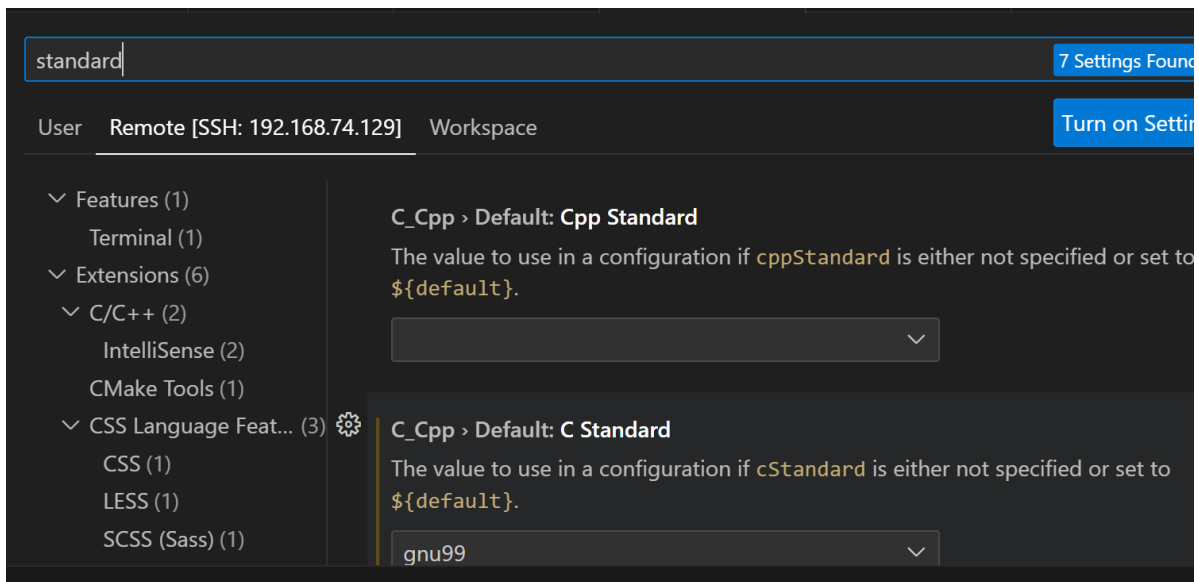 standard
7 Settings Found
User Remote [SSH: 192.168.74.129] Workspace
Turn on Settin
Features (1)
Terminal (1)
Extensions (6)
C/C++ (2)
IntelliSense (2)
CMake Tools (1)
CSS Language Feat... (3)
CSS (1)
LESS (1)
SCSS (Sass) (1)
C_Cpp › Default: Cpp Standard
The value to use in a configuration if cppStandard is either not specified or set to
${default}.
C_Cpp › Default: C Standard
The value to use in a configuration if cStandard is either not specified or set to
${default}.
gnu99